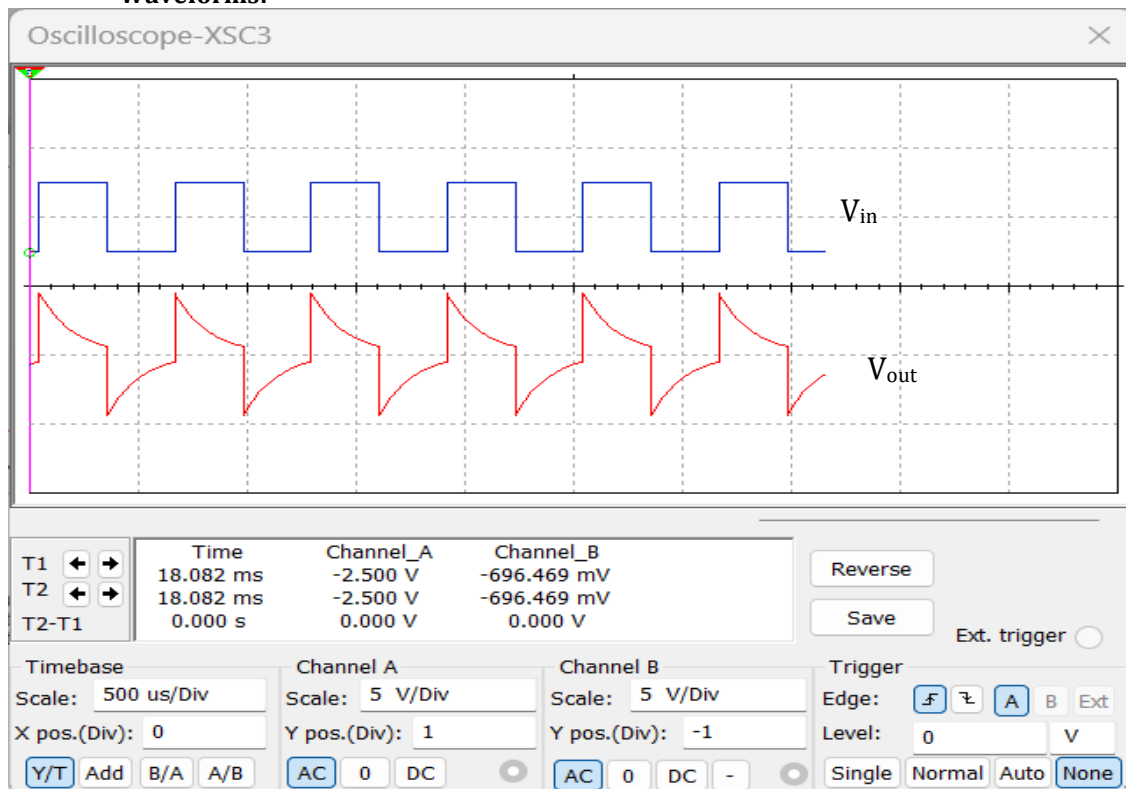 Waveforms:
Oscilloscope-XSC3
V_in
V_out
Time Channel_A Channel_B
T1 18.082 ms -2.500 V -696.469 mV
T2 18.082 ms -2.500 V -696.469 mV
T2-T1 0.000 s 0.000 V 0.000 V
Reverse
Save
Ext. trigger
Timebase
Scale: 500 us/Div
X pos.(Div): 0
Y/T Add B/A A/B
Channel A
Scale: 5 V/Div
Y pos.(Div): 1
AC 0 DC
Channel B
Scale: 5 V/Div
Y pos.(Div): -1
AC 0 DC -
Trigger
Edge: A B Ext
Level: 0 V
Single Normal Auto None